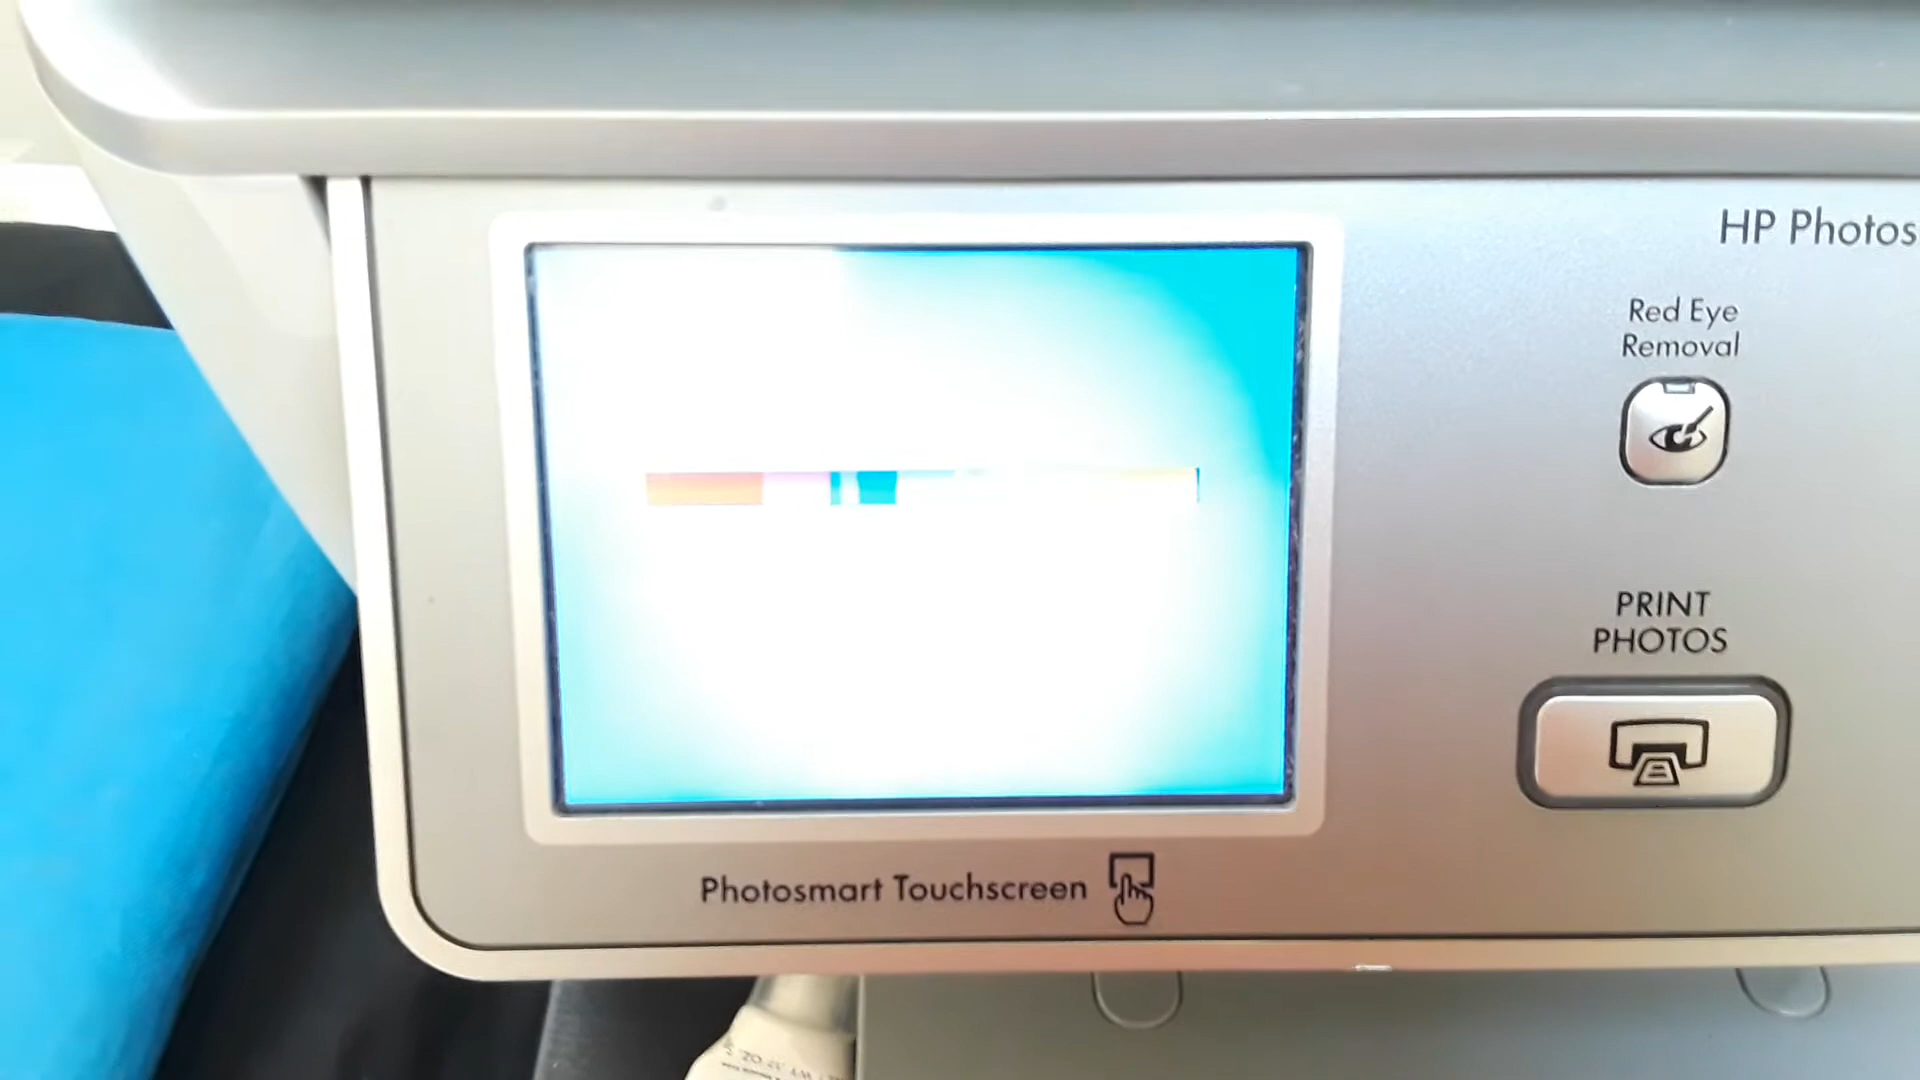 HP Photos
Red Eye
Removal
PRINT
PHOTOS
Photosmart Touchscreen